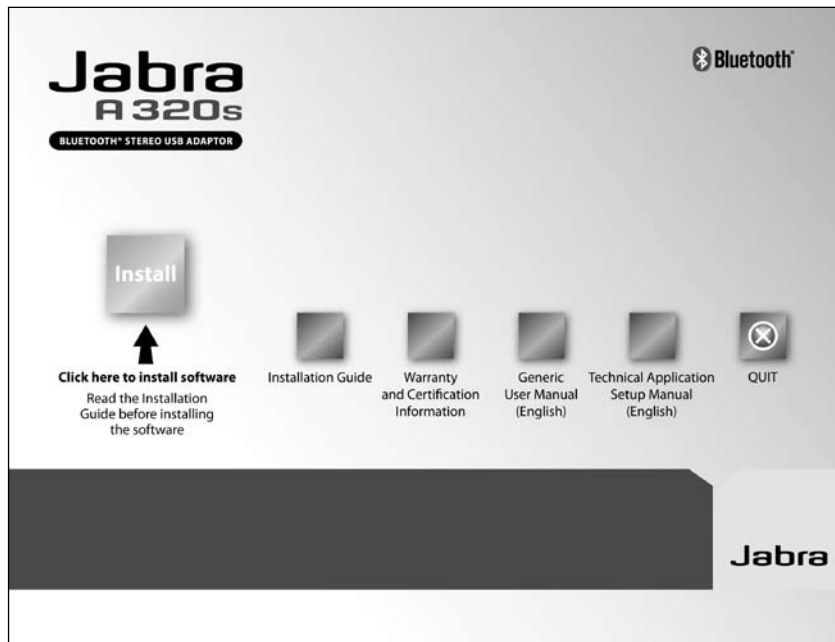 Jabra
A 320s
BLUETOOTH® STEREO USB ADAPTOR
Bluetooth®
Install
Click here to install software
Read the Installation
Guide before installing
the software
Installation Guide
Warranty
and Certification
Information
Generic
User Manual
(English)
Technical Application
Setup Manual
(English)
QUIT
Jabra